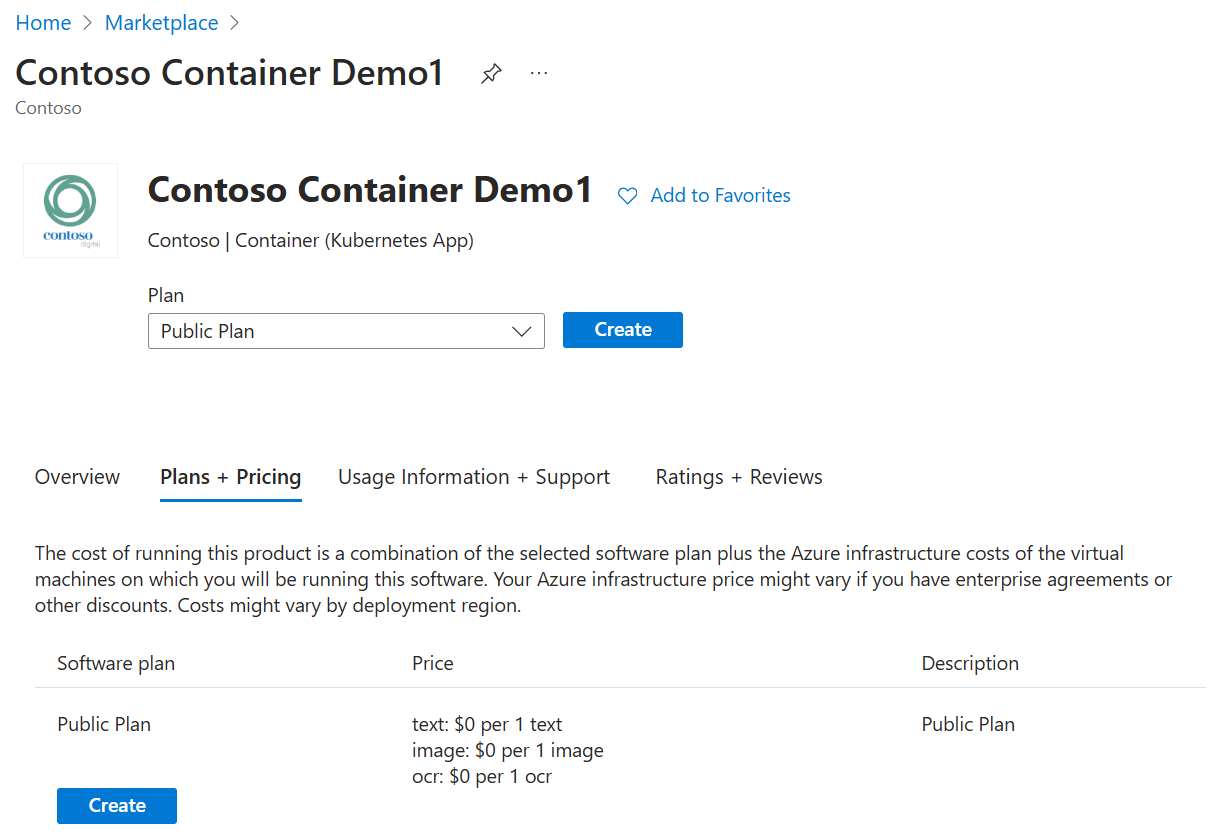 Home > Marketplace >
Contoso Container Demo1 ...
Contoso
contoso
digital
Contoso Container Demo1 Add to Favorites
Contoso | Container (Kubernetes App)
Plan
Public Plan Create
Overview Plans + Pricing Usage Information + Support Ratings + Reviews
The cost of running this product is a combination of the selected software plan plus the Azure infrastructure costs of the virtual
machines on which you will be running this software. Your Azure infrastructure price might vary if you have enterprise agreements or
other discounts. Costs might vary by deployment region.
Software plan Price Description
Public Plan text: $0 per 1 text Public Plan
image: $0 per 1 image
ocr: $0 per 1 ocr
Create